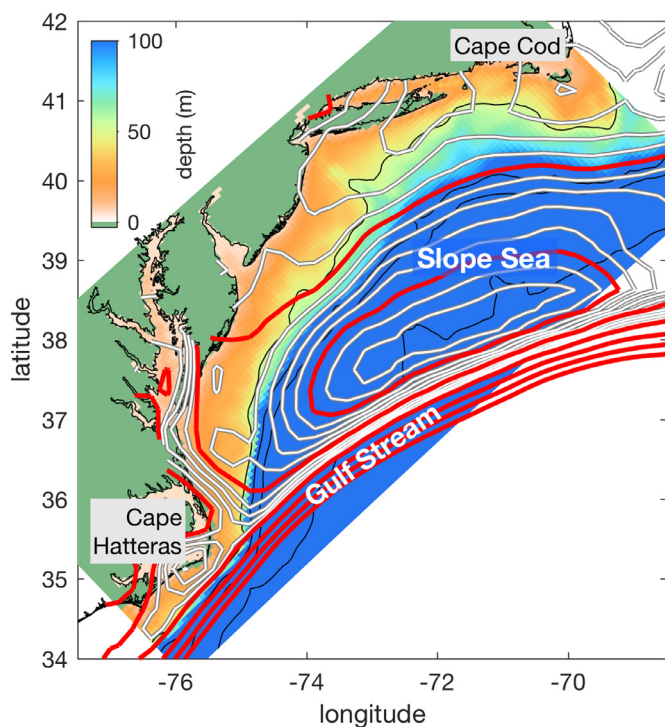 42
41
40
39
38
37
36
35
34
latitude
100
50
0
depth (m)
Cape Cod
Slope Sea
Gulf Stream
Cape
Hatteras
-76
-74
-72
-70
longitude